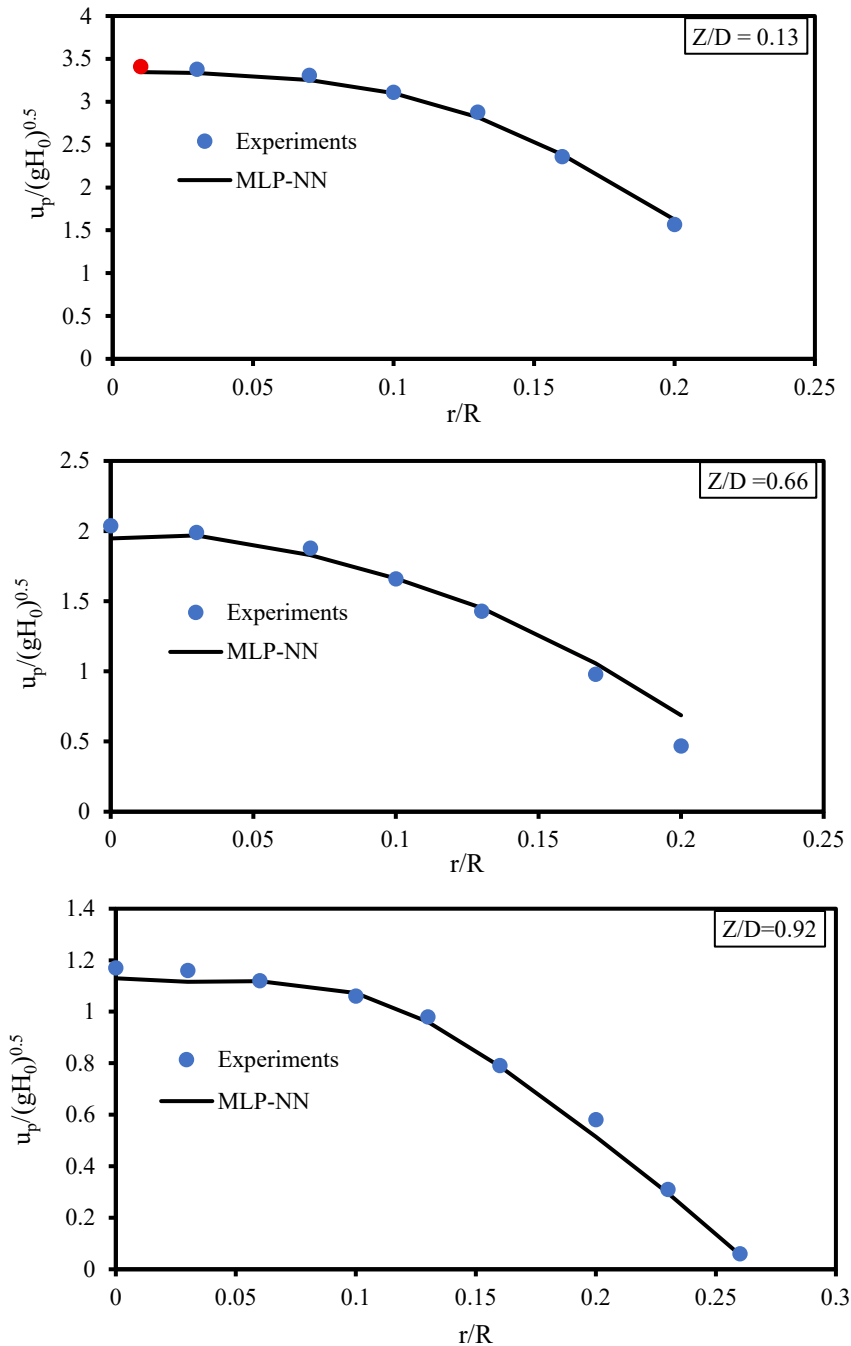 Z/D = 0.13
4
3.5
3
2.5
2
1.5
1
0.5
0
u_p/(gH_0)^0.5
Experiments
MLP-NN
0 0.05 0.1 0.15 0.2 0.25
r/R
Z/D =0.66
2.5
2
1.5
1
0.5
0
u_p/(gH_0)^0.5
Experiments
MLP-NN
0 0.05 0.1 0.15 0.2 0.25
r/R
Z/D=0.92
1.4
1.2
1
0.8
0.6
0.4
0.2
0
u_p/(gH_0)^0.5
Experiments
MLP-NN
0 0.05 0.1 0.15 0.2 0.25 0.3
r/R